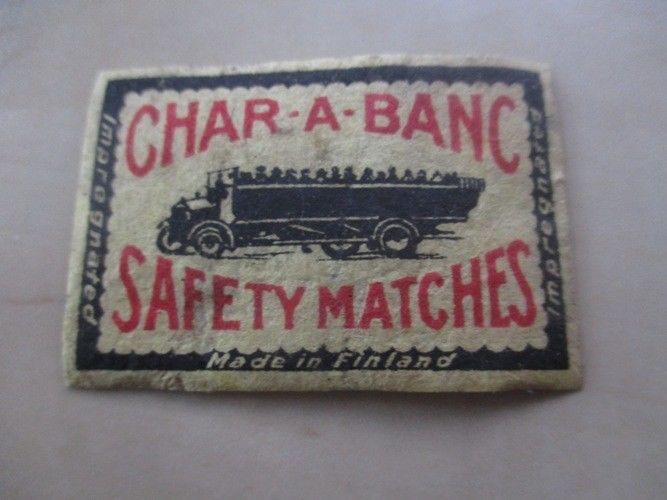 CHAR-A-BANC
Impregnated
Impregnated
SAFETY MATCHES
Made in Finland